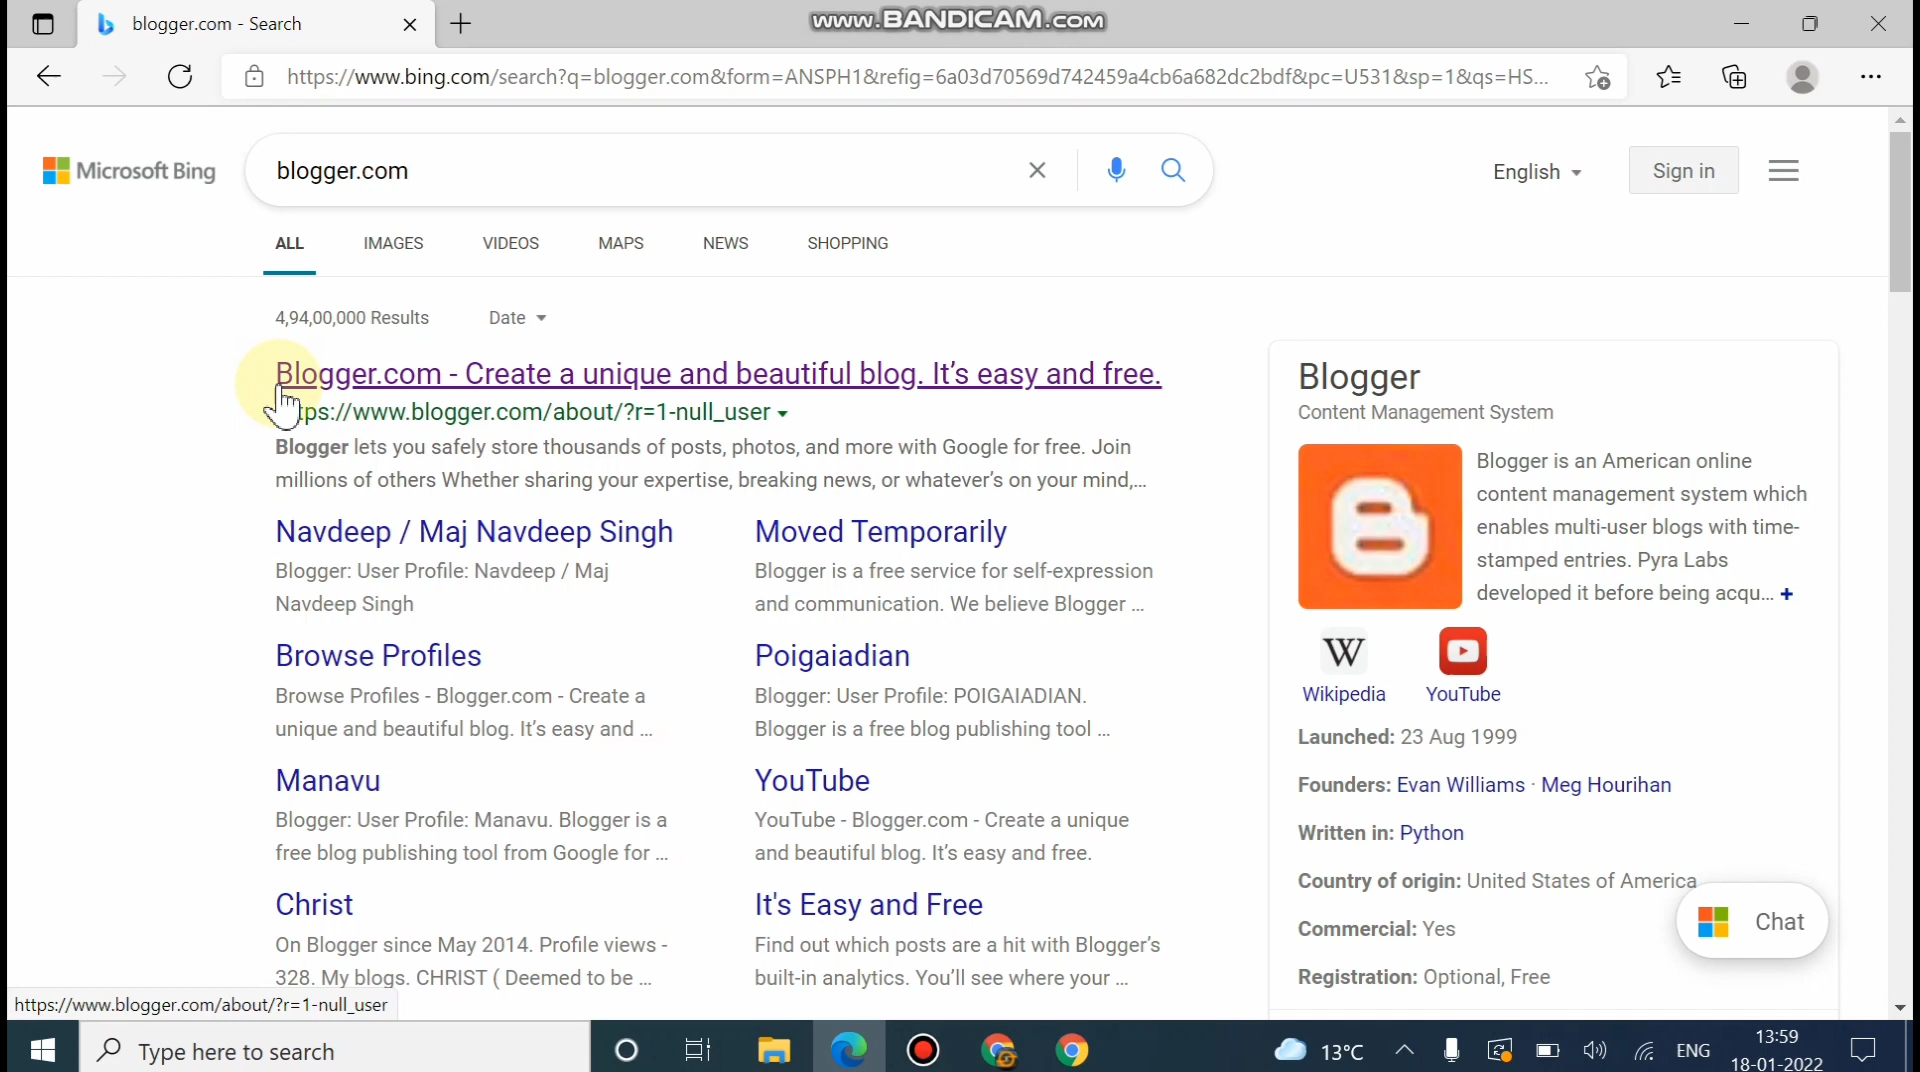 blogger.com - Search
www.BANDICAM.com
https://www.bing.com/search?q=blogger.com&form=ANSPH1&refig=6a03d70569d742459a4cb6a682dc2bdf&pc=U531&sp=1&qs=HS...
Microsoft Bing
blogger.com
English
Sign in
ALL
IMAGES
VIDEOS
MAPS
NEWS
SHOPPING
4,94,00,000 Results
Date
Blogger.com - Create a unique and beautiful blog. It's easy and free.
tps://www.blogger.com/about/?r=1-null_user
Blogger lets you safely store thousands of posts, photos, and more with Google for free. Join
millions of others Whether sharing your expertise, breaking news, or whatever's on your mind,...
Navdeep / Maj Navdeep Singh
Blogger: User Profile: Navdeep / Maj
Navdeep Singh
Moved Temporarily
Blogger is a free service for self-expression
and communication. We believe Blogger ...
Browse Profiles
Browse Profiles - Blogger.com - Create a
unique and beautiful blog. It's easy and ...
Poigaiadian
Blogger: User Profile: POIGAIADIAN.
Blogger is a free blog publishing tool ...
Manavu
Blogger: User Profile: Manavu. Blogger is a
free blog publishing tool from Google for ...
YouTube
YouTube - Blogger.com - Create a unique
and beautiful blog. It's easy and free.
Christ
On Blogger since May 2014. Profile views -
328. My blogs. CHRIST ( Deemed to be ...
It's Easy and Free
Find out which posts are a hit with Blogger's
built-in analytics. You'll see where your ...
Blogger
Content Management System
Blogger is an American online
content management system which
enables multi-user blogs with time-
stamped entries. Pyra Labs
developed it before being acqu... +
W
Wikipedia
YouTube
Launched: 23 Aug 1999
Founders: Evan Williams · Meg Hourihan
Written in: Python
Country of origin: United States of America
Commercial: Yes
Registration: Optional, Free
Chat
https://www.blogger.com/about/?r=1-null_user
Type here to search
13°C
ENG
13:59
18-01-2022